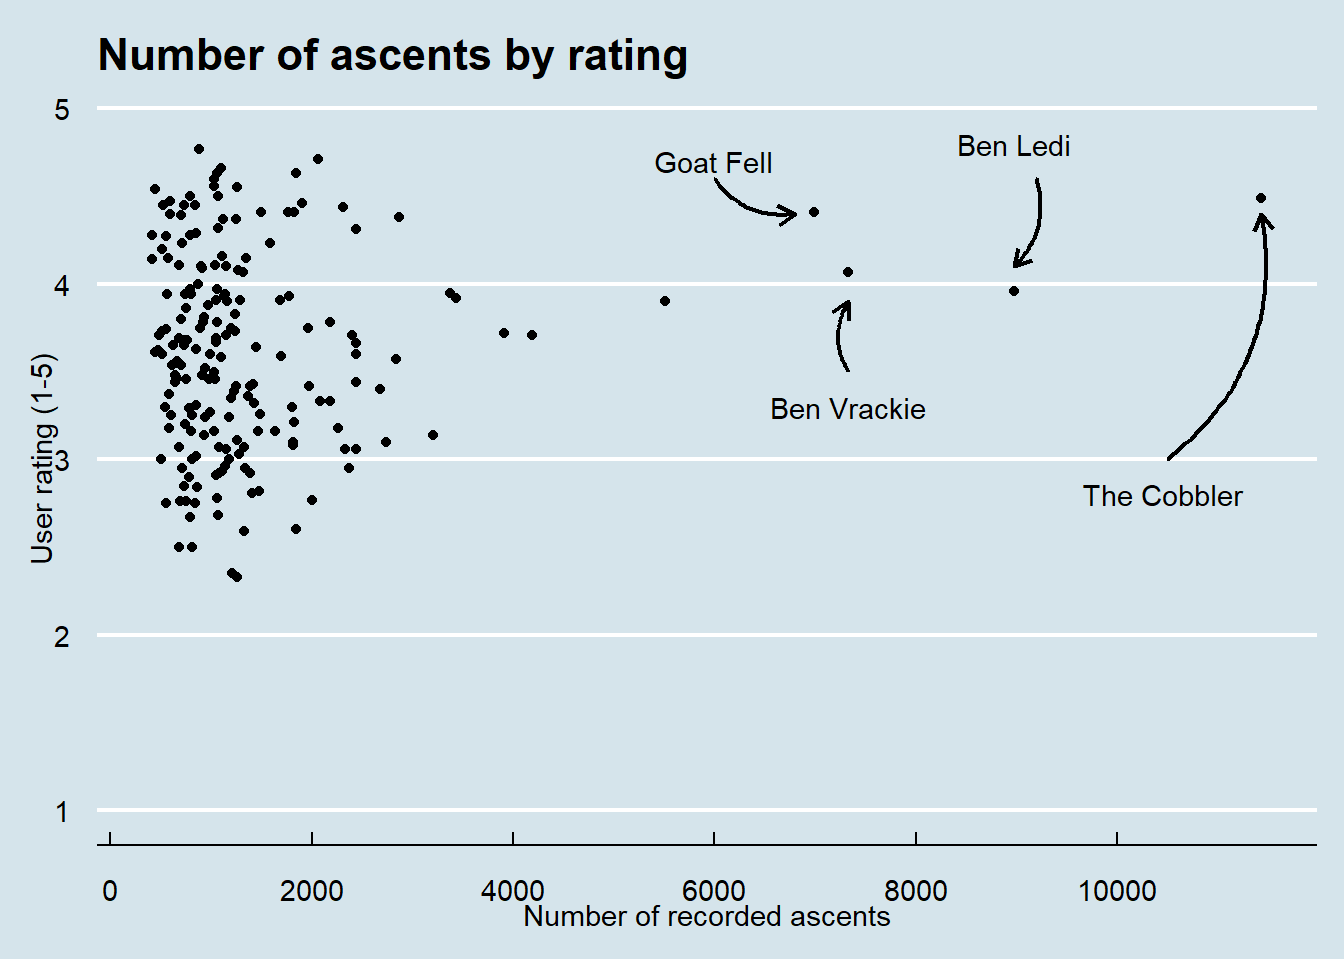 Number of ascents by rating
5
4
3
2
1
User rating (1-5)
Goat Fell
Ben Ledi
Ben Vrackie
The Cobbler
0 2000 4000 6000 8000 10000
Number of recorded ascents